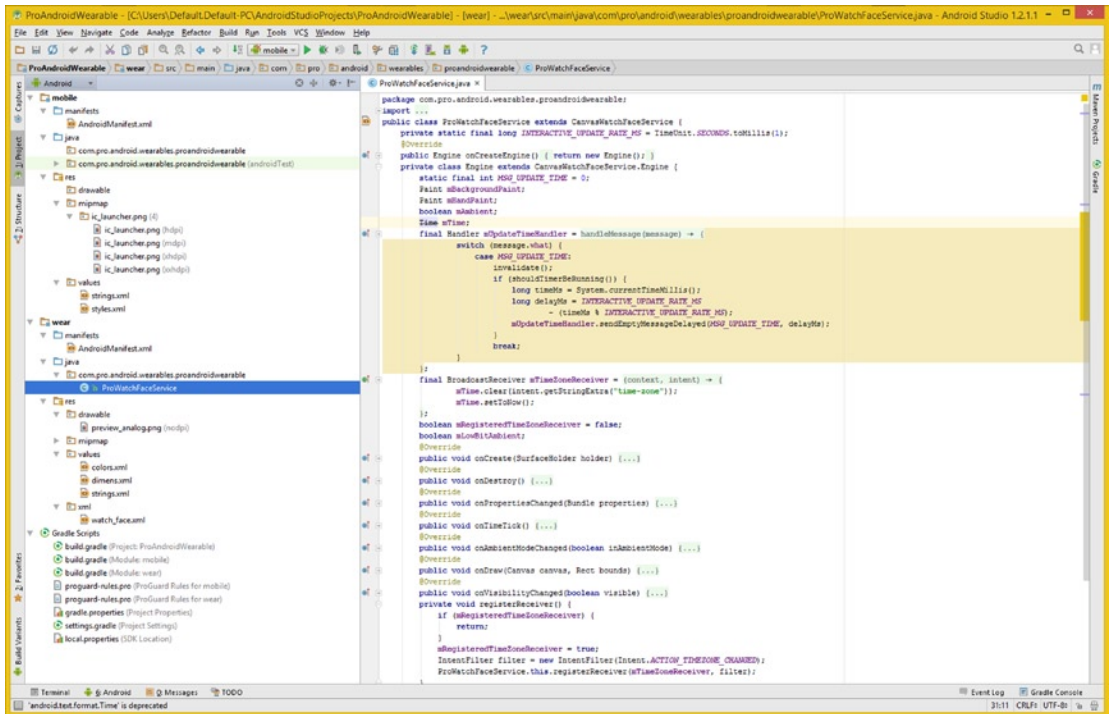 ProAndroidWearable - [C:\Users\Default.Default-PC\AndroidStudioProjects\ProAndroidWearable] - [wear] - ...\wear\src\main\java\com\pro\android\wearables\proandroidwearable\ProWatchFaceService.java - Android Studio 1.2.1.1
File Edit View Navigate Code Analyze Refactor Build Run Tools VCS Window Help
mobile
ProAndroidWearable wear src main java com pro android wearables proandroidwearable ProWatchFaceService
Captures
1: Project
2: Structure
2: Favorites
Build Variants
Android
mobile
manifests
AndroidManifest.xml
java
com.pro.android.wearables.proandroidwearable
com.pro.android.wearables.proandroidwearable (androidTest)
res
drawable
mipmap
ic_launcher.png (4)
ic_launcher.png (hdpi)
ic_launcher.png (mdpi)
ic_launcher.png (xhdpi)
ic_launcher.png (xxhdpi)
values
strings.xml
styles.xml
wear
manifests
AndroidManifest.xml
java
com.pro.android.wearables.proandroidwearable
ProWatchFaceService
res
drawable
preview_analog.png (nodpi)
mipmap
values
colors.xml
dimens.xml
strings.xml
xml
watch_face.xml
Gradle Scripts
build.gradle (Project: ProAndroidWearable)
build.gradle (Module: mobile)
build.gradle (Module: wear)
proguard-rules.pro (ProGuard Rules for mobile)
proguard-rules.pro (ProGuard Rules for wear)
gradle.properties (Project Properties)
settings.gradle (Project Settings)
local.properties (SDK Location)
ProWatchFaceService.java
package com.pro.android.wearables.proandroidwearable;
import ...
public class ProWatchFaceService extends CanvasWatchFaceService {
private static final long INTERACTIVE_UPDATE_RATE_MS = TimeUnit.SECONDS.toMillis(1);
@Override
public Engine onCreateEngine() { return new Engine(); }
private class Engine extends CanvasWatchFaceService.Engine {
static final int MSG_UPDATE_TIME = 0;
Paint mBackgroundPaint;
Paint mHandPaint;
boolean mAmbient;
Time mTime;
final Handler mUpdateTimeHandler = handleMessage(message) → {
switch (message.what) {
case MSG_UPDATE_TIME:
invalidate();
if (shouldTimerBeRunning()) {
long timeMs = System.currentTimeMillis();
long delayMs = INTERACTIVE_UPDATE_RATE_MS
- (timeMs % INTERACTIVE_UPDATE_RATE_MS);
mUpdateTimeHandler.sendEmptyMessageDelayed(MSG_UPDATE_TIME, delayMs);
}
break;
}
};
final BroadcastReceiver mTimeZoneReceiver = (context, intent) → {
mTime.clear(intent.getStringExtra("time-zone"));
mTime.setToNow();
};
boolean mRegisteredTimeZoneReceiver = false;
boolean mLowBitAmbient;
@Override
public void onCreate(SurfaceHolder holder) {...}
@Override
public void onDestroy() {...}
@Override
public void onPropertiesChanged(Bundle properties) {...}
@Override
public void onTimeTick() {...}
@Override
public void onAmbientModeChanged(boolean inAmbientMode) {...}
@Override
public void onDraw(Canvas canvas, Rect bounds) {...}
@Override
public void onVisibilityChanged(boolean visible) {...}
private void registerReceiver() {
if (mRegisteredTimeZoneReceiver) {
return;
}
mRegisteredTimeZoneReceiver = true;
IntentFilter filter = new IntentFilter(Intent.ACTION_TIMEZONE_CHANGED);
ProWatchFaceService.this.registerReceiver(mTimeZoneReceiver, filter);
}
Maven Projects
Gradle
Terminal 6: Android 0: Messages TODO
Event Log Gradle Console
'android.text.format.Time' is deprecated
31:11 CRLF UTF-8